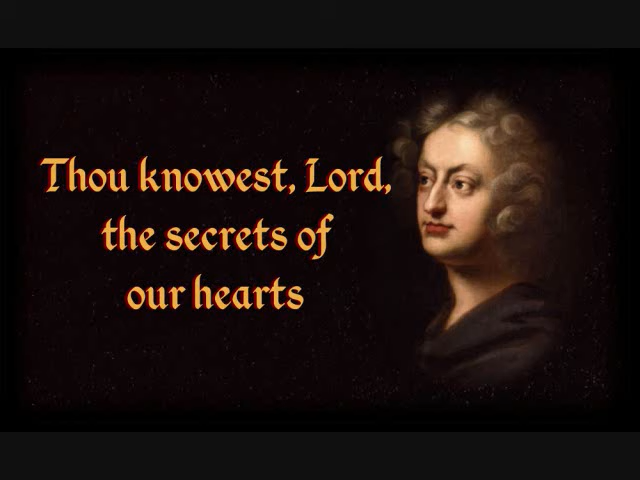 Thou knowest, Lord,
the secrets of
our hearts